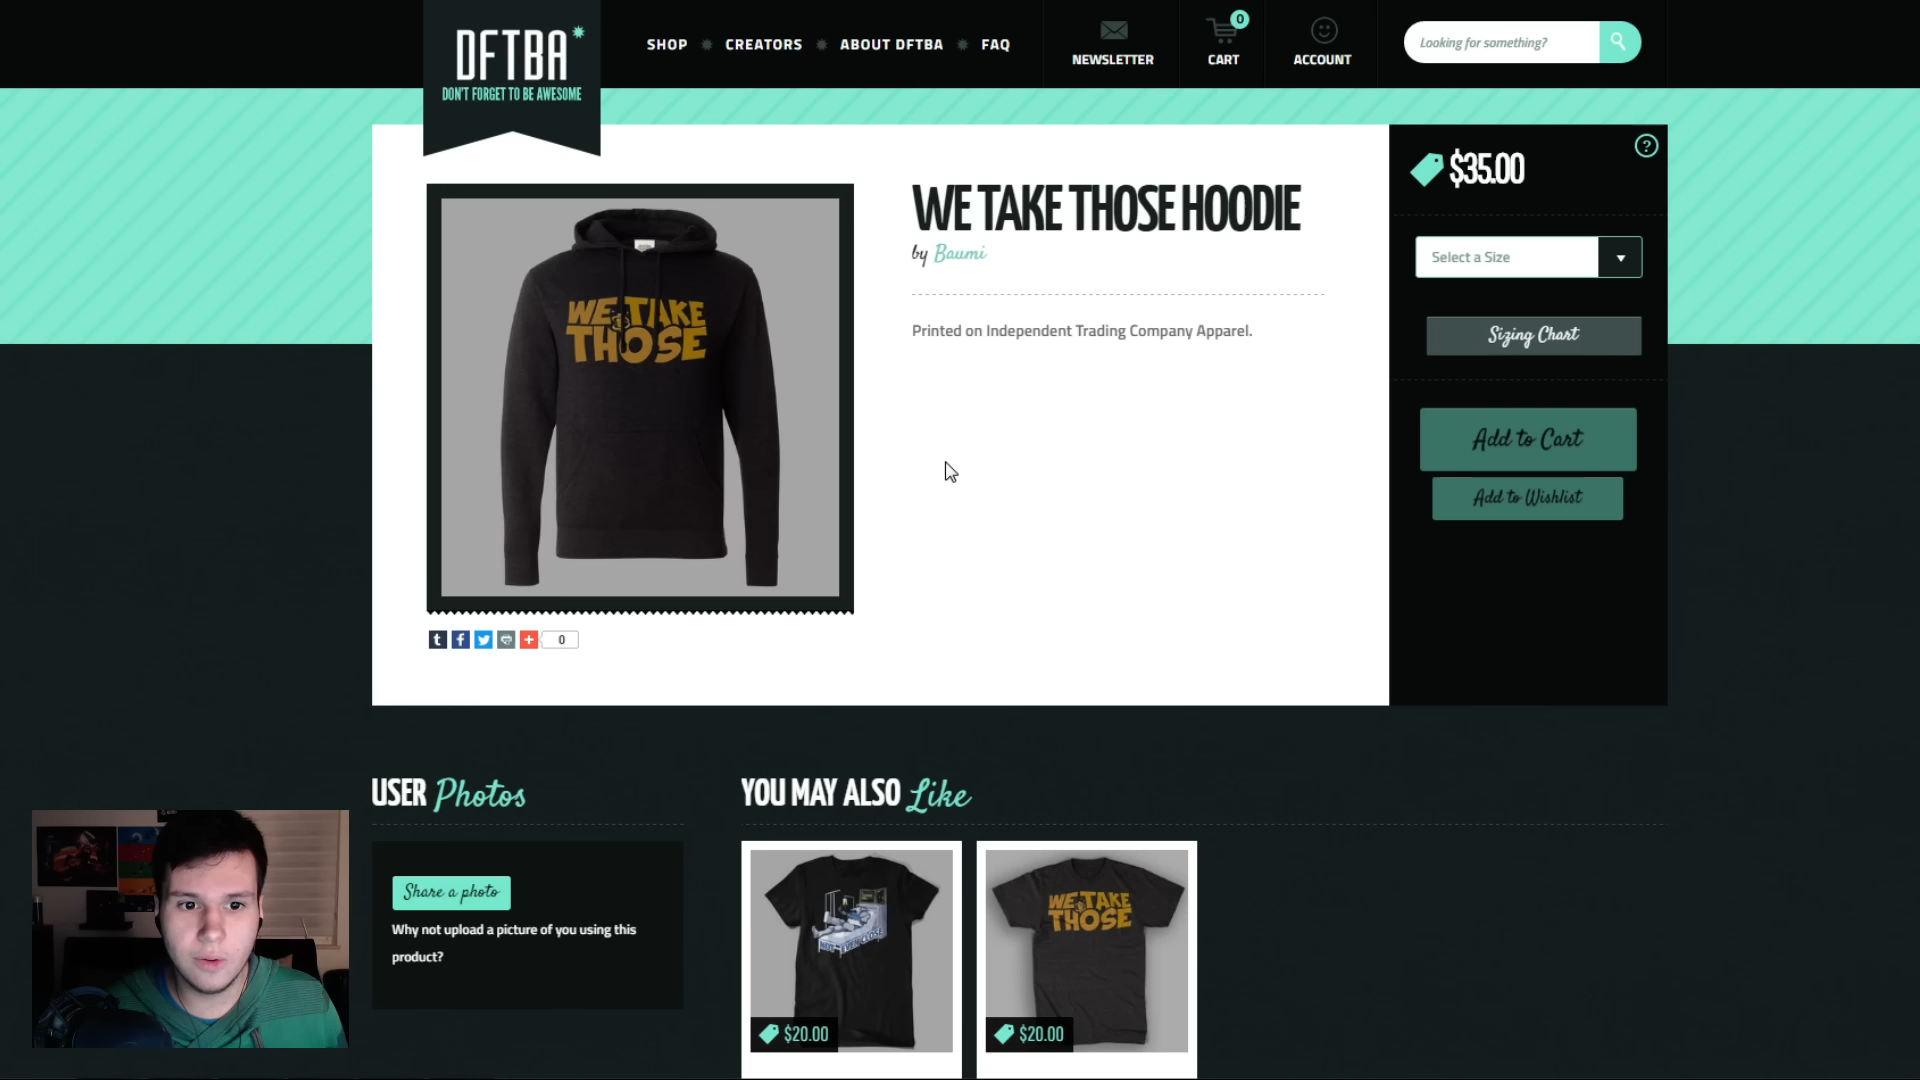 DFTBA
DON'T FORGET TO BE AWESOME
SHOP
CREATORS
ABOUT DFTBA
FAQ
NEWSLETTER
0
CART
ACCOUNT
Looking for something?
WE TAKE THOSE HOODIE
by Baumi
Printed on Independent Trading Company Apparel.
WE TAKE
THOSE
0
?
$35.00
Select a Size
Sizing Chart
Add to Cart
Add to Wishlist
USER Photos
Share a photo
Why not upload a picture of you using this
product?
YOU MAY ALSO Like
NOT EVEN CLOSE
$20.00
WE TAKE
THOSE
$20.00